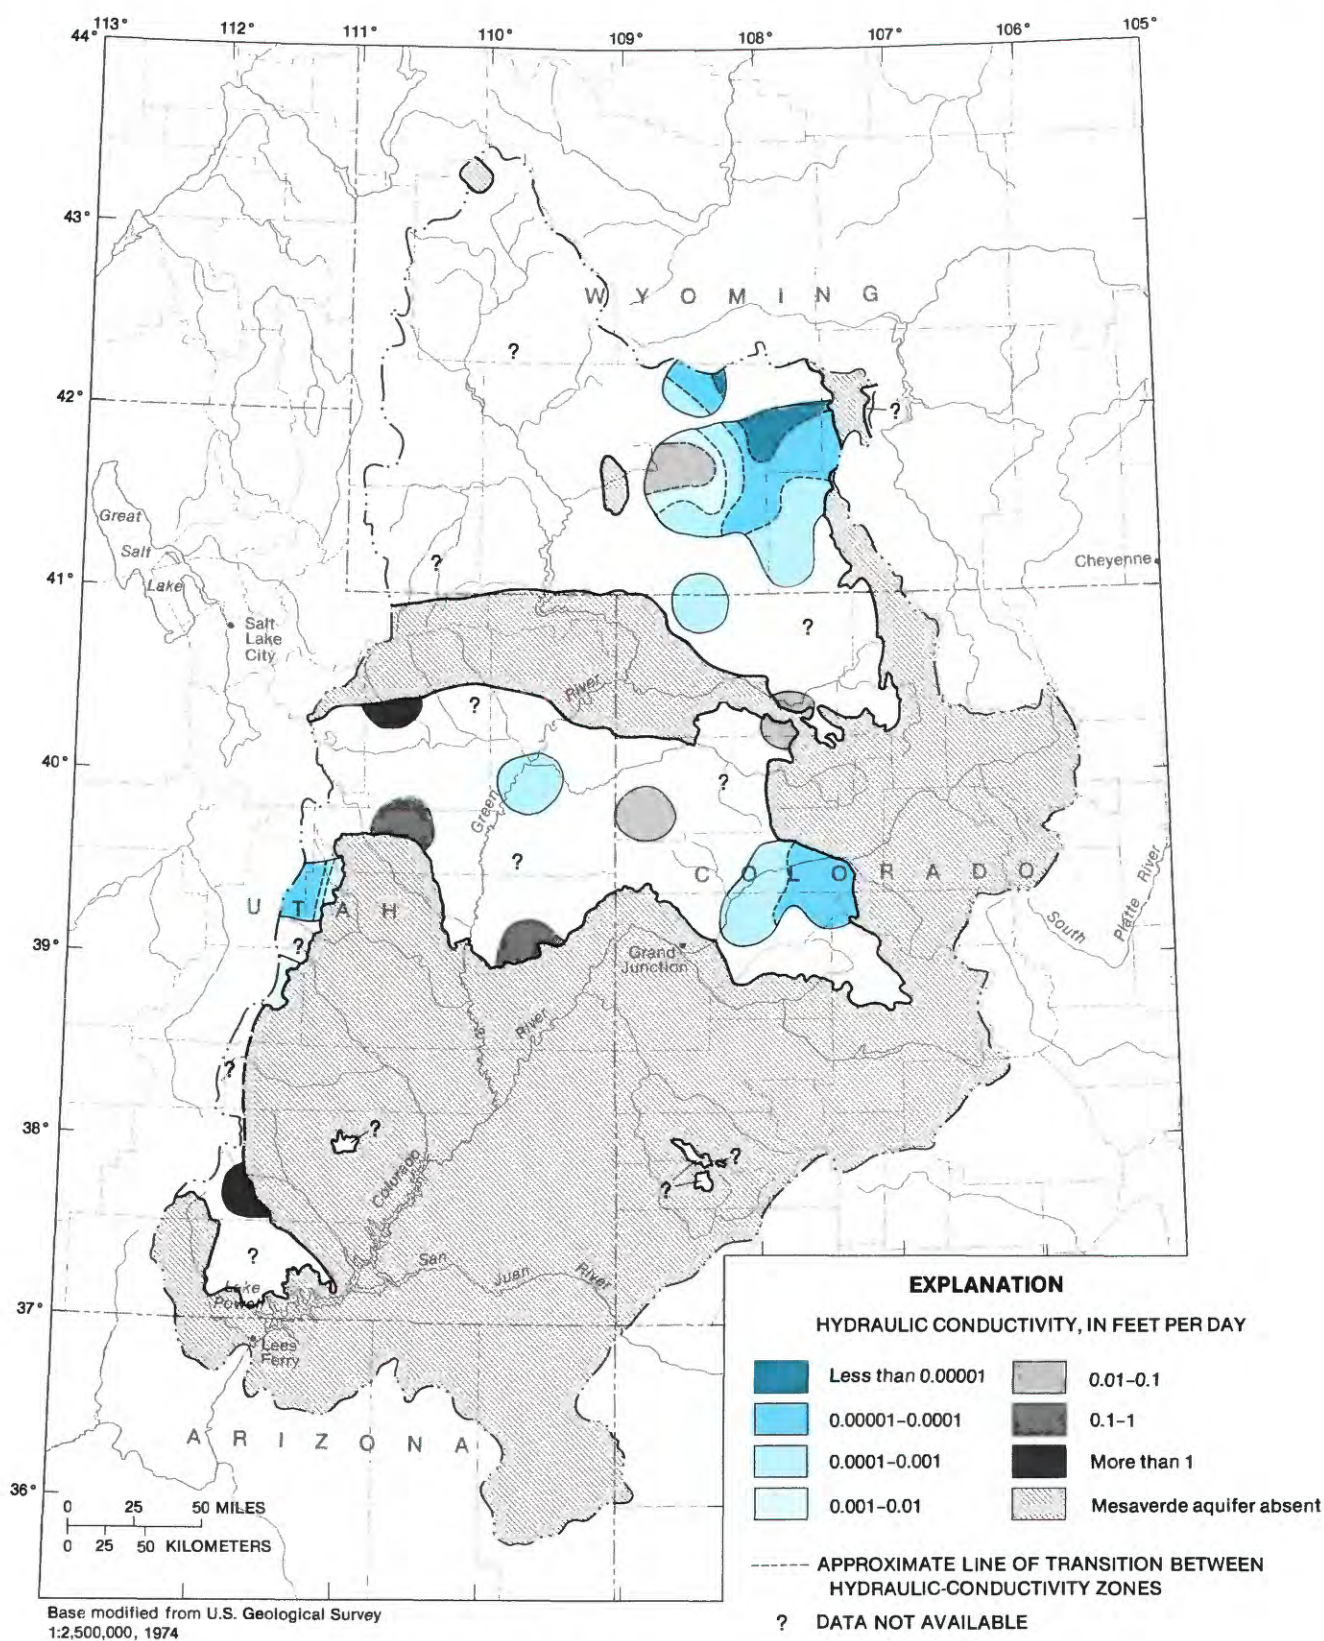 113° 112° 111° 110° 109° 108° 107° 106° 105°
44°
43°
W Y O M I N G
?
42°
?
Great
Salt
Lake
?
41°
Cheyenne
Salt
Lake
City
?
River
?
40°
?
Green
?
C O L O R A D O
U T A H
South
Platte River
39°
?
Grand
Junction
River
?
38°
?
?
?
Colorado
?
San
Juan
River
Lake
Powell
37°
Lees
Ferry
A R I Z O N A
36°
0 25 50 MILES
0 25 50 KILOMETERS
EXPLANATION
HYDRAULIC CONDUCTIVITY, IN FEET PER DAY
Less than 0.00001
0.00001–0.0001
0.0001–0.001
0.001–0.01
0.01–0.1
0.1–1
More than 1
Mesaverde aquifer absent
APPROXIMATE LINE OF TRANSITION BETWEEN
HYDRAULIC-CONDUCTIVITY ZONES
? DATA NOT AVAILABLE
Base modified from U.S. Geological Survey
1:2,500,000, 1974